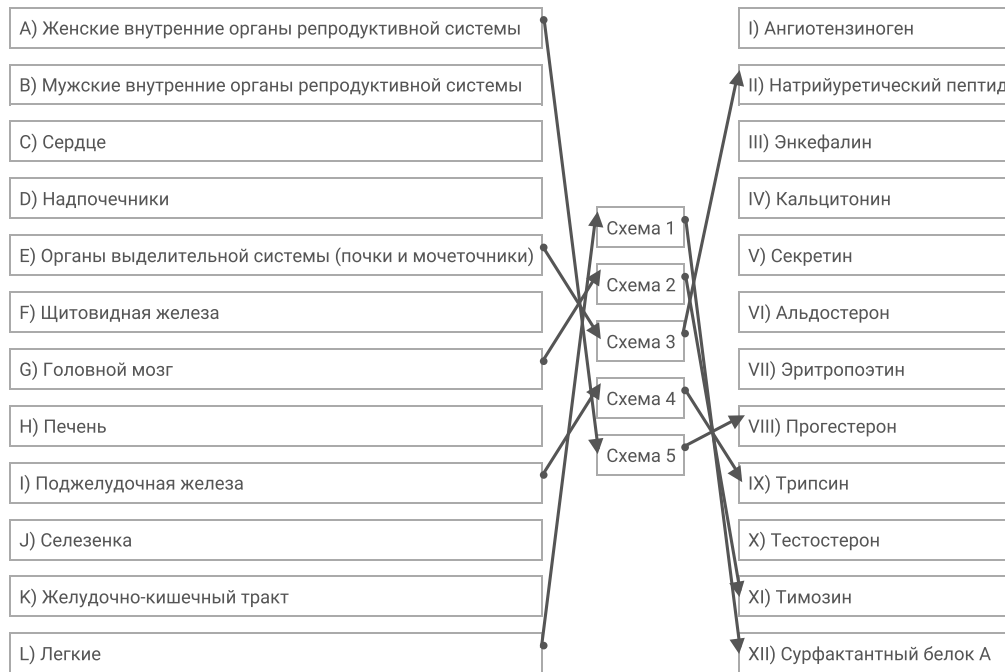 A) Женские внутренние органы репродуктивной системы
B) Мужские внутренние органы репродуктивной системы
C) Сердце
D) Надпочечники
E) Органы выделительной системы (почки и мочеточники)
F) Щитовидная железа
G) Головной мозг
H) Печень
I) Поджелудочная железа
J) Селезенка
K) Желудочно-кишечный тракт
L) Легкие
Схема 1
Схема 2
Схема 3
Схема 4
Схема 5
I) Ангиотензиноген
II) Натрийуретический пептид
III) Энкефалин
IV) Кальцитонин
V) Секретин
VI) Альдостерон
VII) Эритропоэтин
VIII) Прогестерон
IX) Трипсин
X) Тестостерон
XI) Тимозин
XII) Сурфактантный белок А